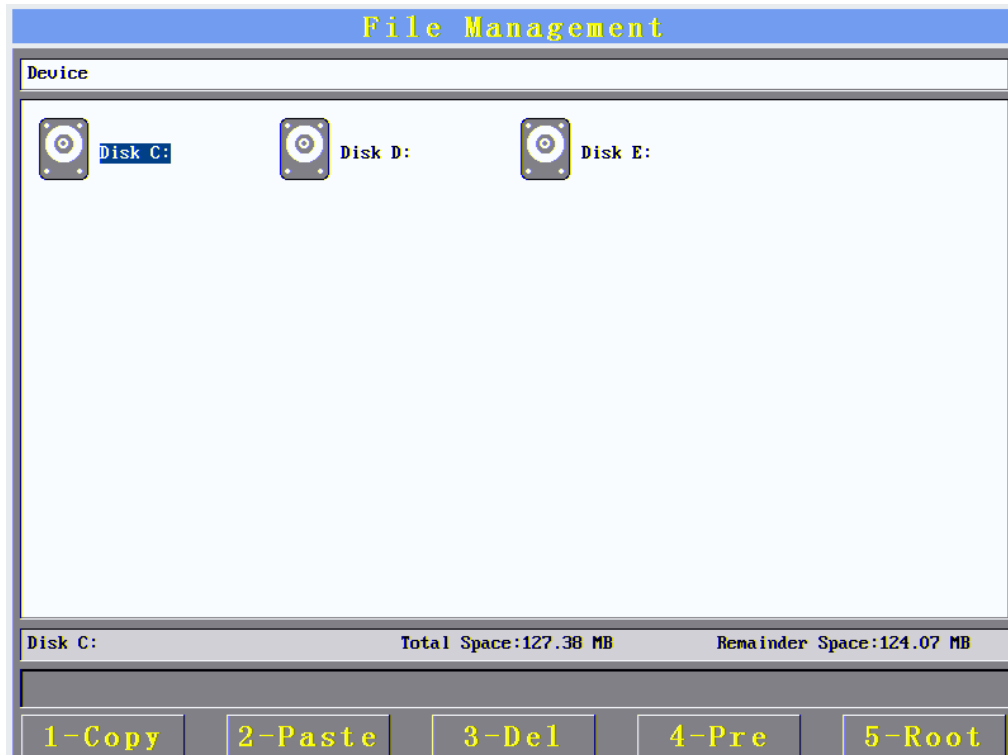 File Management
Device
Disk C: Disk D: Disk E:
Disk C: Total Space:127.38 MB Remainder Space:124.07 MB
1-Copy 2-Paste 3-Del 4-Pre 5-Root